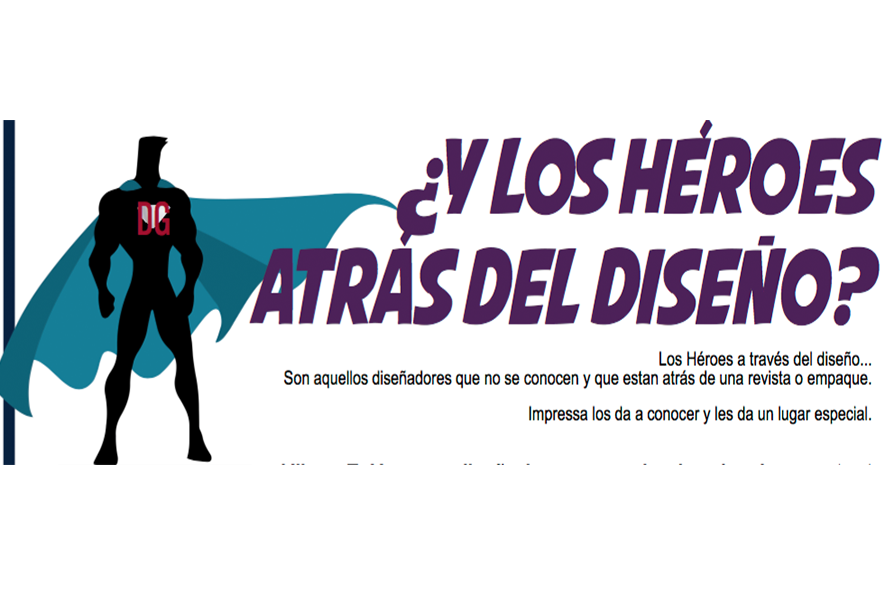 DG
¿Y LOS HÉROES
ATRÁS DEL DISEÑO?
Los Héroes a través del diseño...
Son aquellos diseñadores que no se conocen y que estan atrás de una revista o empaque.
Impressa los da a conocer y les da un lugar especial.